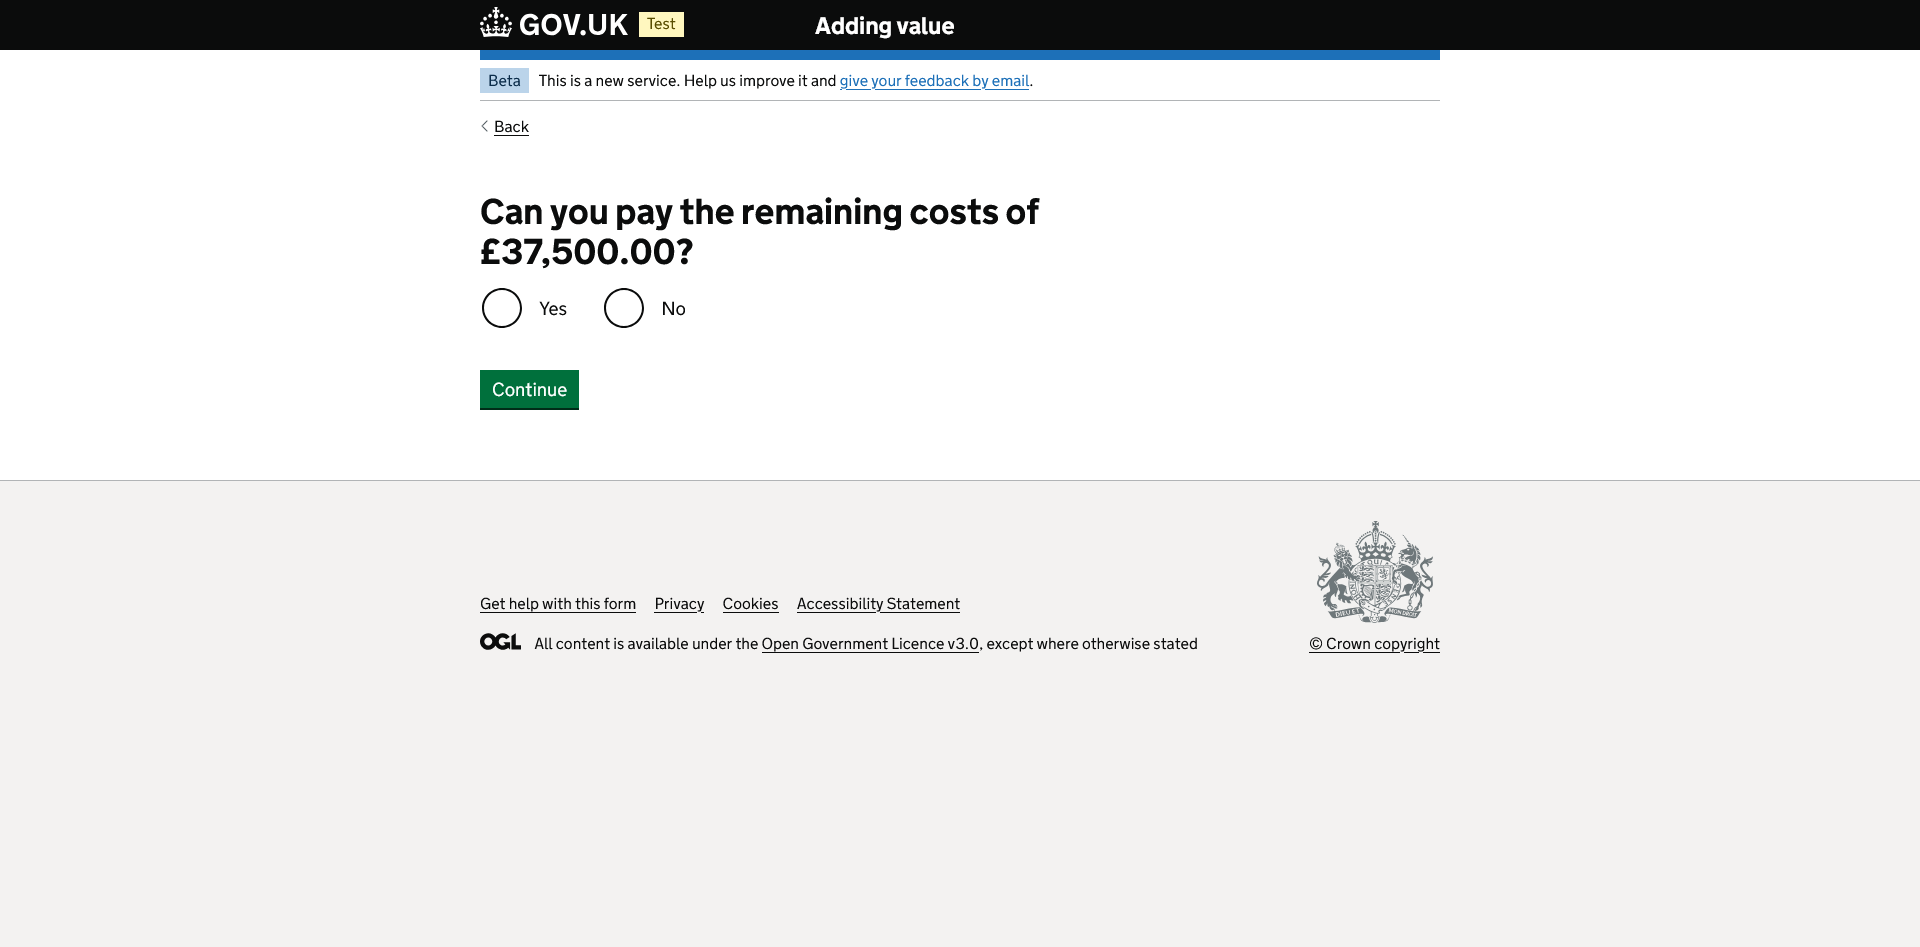 GOV.UK Test Adding value
Beta This is a new service. Help us improve it and give your feedback by email.
Back
Can you pay the remaining costs of
£37,500.00?
Yes No
Continue
Get help with this form Privacy Cookies Accessibility Statement
OGL All content is available under the Open Government Licence v3.0, except where otherwise stated
© Crown copyright